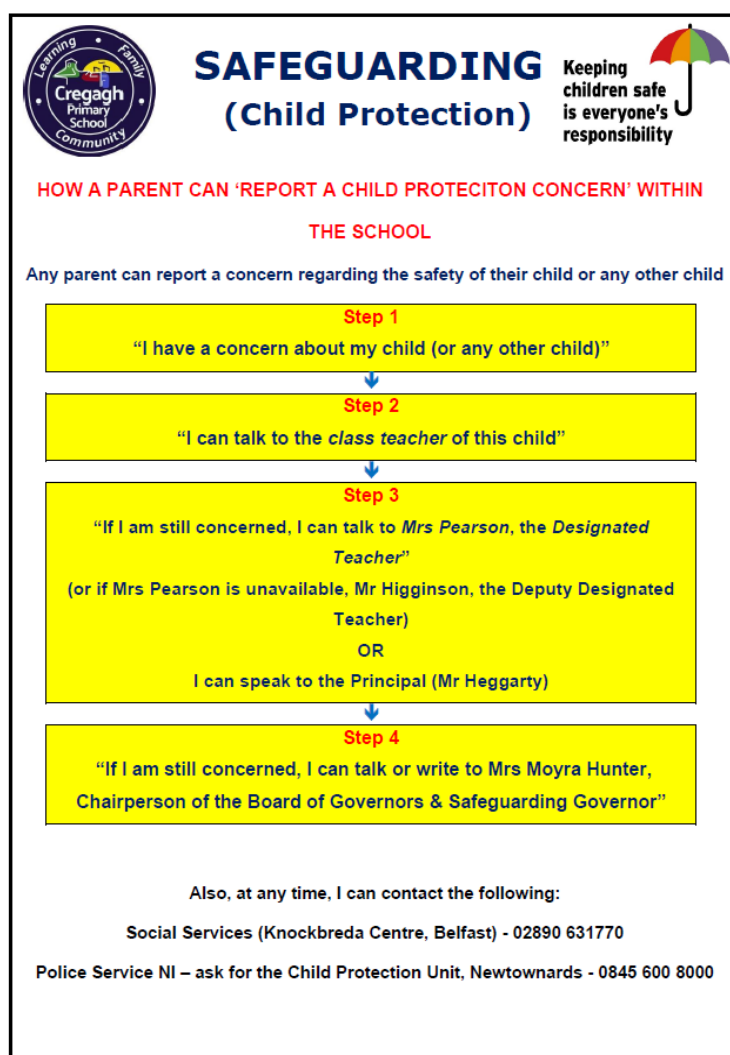 Learning • Family
Cregagh
Primary
School
Community
SAFEGUARDING
(Child Protection)
Keeping
children safe
is everyone's
responsibility
HOW A PARENT CAN ‘REPORT A CHILD PROTECITON CONCERN’ WITHIN
THE SCHOOL
Any parent can report a concern regarding the safety of their child or any other child
Step 1
“I have a concern about my child (or any other child)”
Step 2
“I can talk to the class teacher of this child”
Step 3
“If I am still concerned, I can talk to Mrs Pearson, the Designated
Teacher”
(or if Mrs Pearson is unavailable, Mr Higginson, the Deputy Designated
Teacher)
OR
I can speak to the Principal (Mr Heggarty)
Step 4
“If I am still concerned, I can talk or write to Mrs Moyra Hunter,
Chairperson of the Board of Governors & Safeguarding Governor”
Also, at any time, I can contact the following:
Social Services (Knockbreda Centre, Belfast) - 02890 631770
Police Service NI – ask for the Child Protection Unit, Newtownards - 0845 600 8000